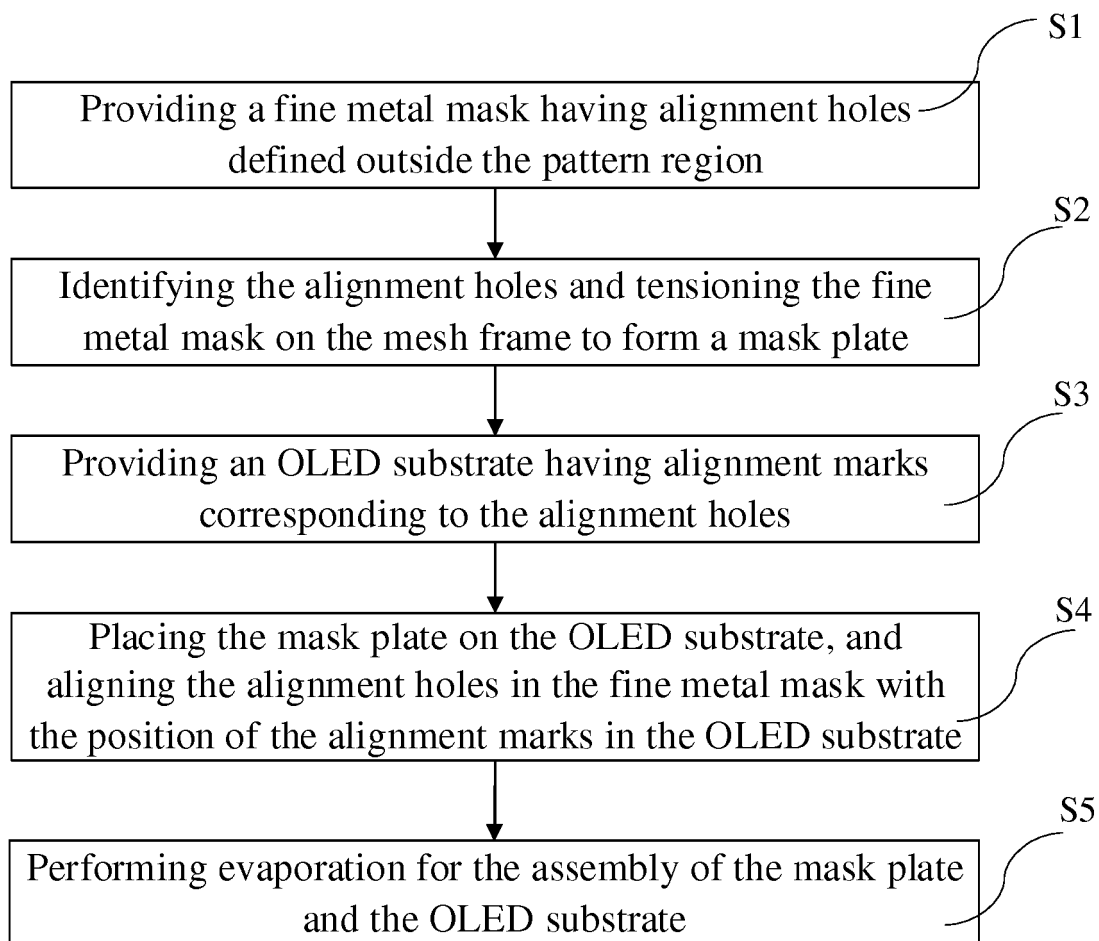 S1
Providing a fine metal mask having alignment holes
defined outside the pattern region
S2
Identifying the alignment holes and tensioning the fine
metal mask on the mesh frame to form a mask plate
S3
Providing an OLED substrate having alignment marks
corresponding to the alignment holes
S4
Placing the mask plate on the OLED substrate, and
aligning the alignment holes in the fine metal mask with
the position of the alignment marks in the OLED substrate
S5
Performing evaporation for the assembly of the mask plate
and the OLED substrate